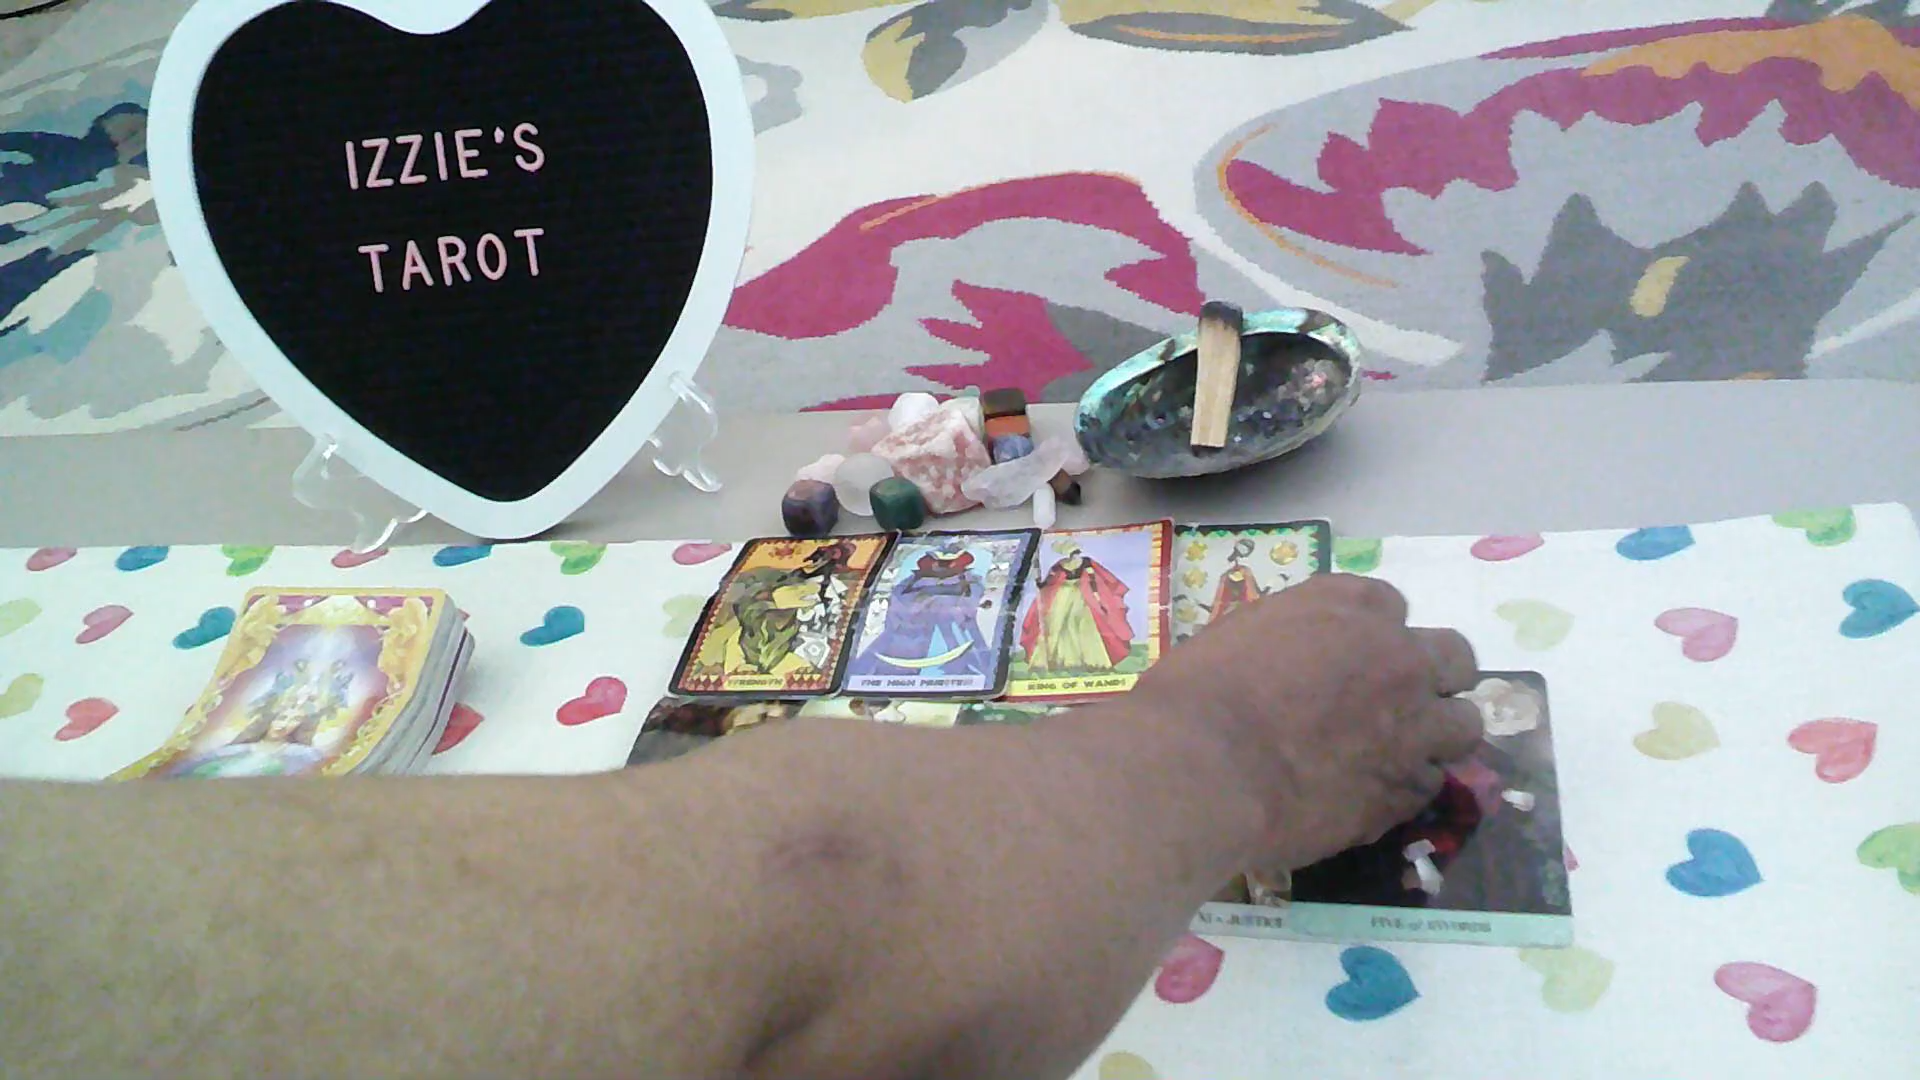 IZZIE'S
TAROT
STRENGTH
THE HIGH PRIESTESS
KING OF WANDS
XI • JUSTICE
FIVE of SWORDS